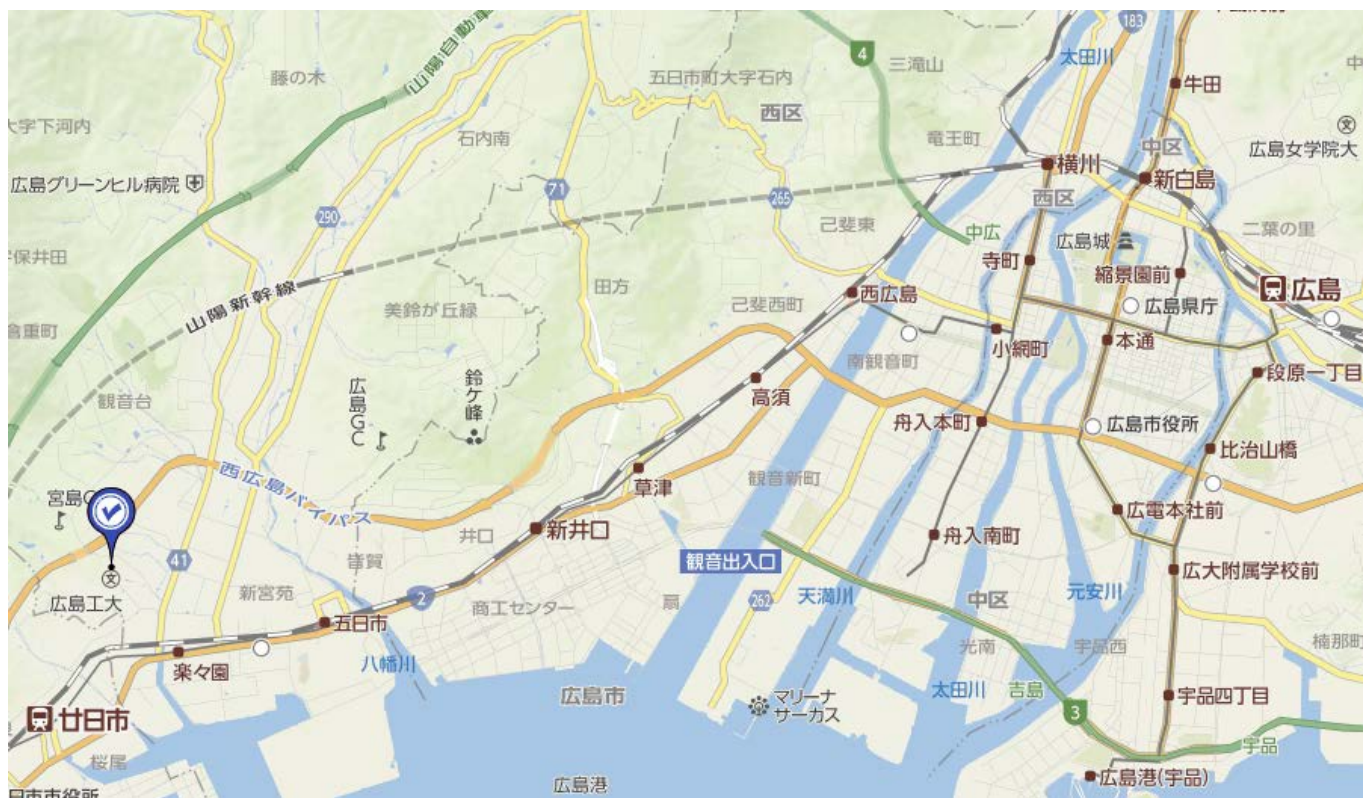 183
太田川
山陽自動車
藤の木
五日市町大字石内
4
三滝山
牛田
西区
大字下河内
石内南
竜王町
中区
広島女学院大
広島グリーンヒル病院
71
横川
新白島
290
265
西区
己斐東
中広
広島城
二葉の里
保井田
寺町
縮景園前
田方
西広島
広島
山陽新幹線
美鈴が丘緑
己斐西町
広島県庁
倉重町
小網町
本通
南観音町
広島GC
鈴ケ峰
高須
段原一丁目
観音台
舟入本町
広島市役所
比治山橋
西広島バイパス
草津
観音新町
宮島G
広電本社前
新井口
井口
舟入南町
観音出入口
皆賀
41
広大附属学校前
広島工大
新宮苑
2
商工センター
扇
262
天満川
中区
元安川
五日市
光南
宇品西
楠那町
楽々園
八幡川
広島市
太田川
吉島
マリーナ
サーカス
宇品四丁目
廿日市
3
宇品
桜尾
広島港
広島港(宇品)
日市市役所